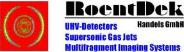 RoentDek
Handels GmbH
UHV-Detectors
Supersonic Gas Jets
Multifragment Imaging Systems